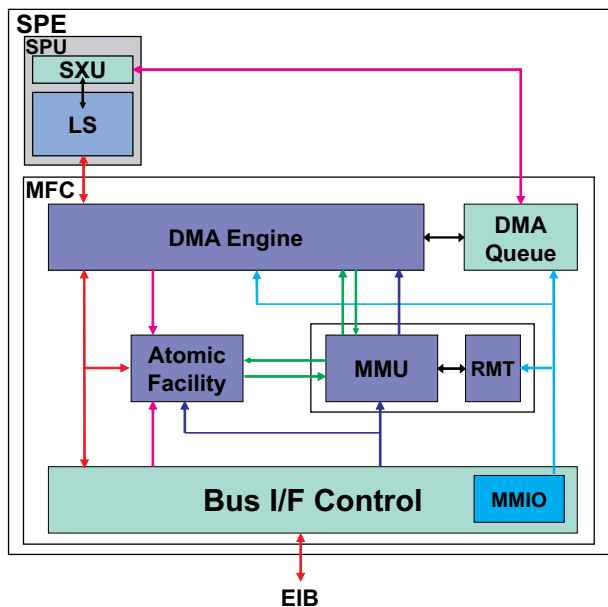 SPE
SPU
SXU
LS
MFC
DMA Engine
DMA
Queue
Atomic
Facility
MMU
RMT
Bus I/F Control
MMIO
EIB